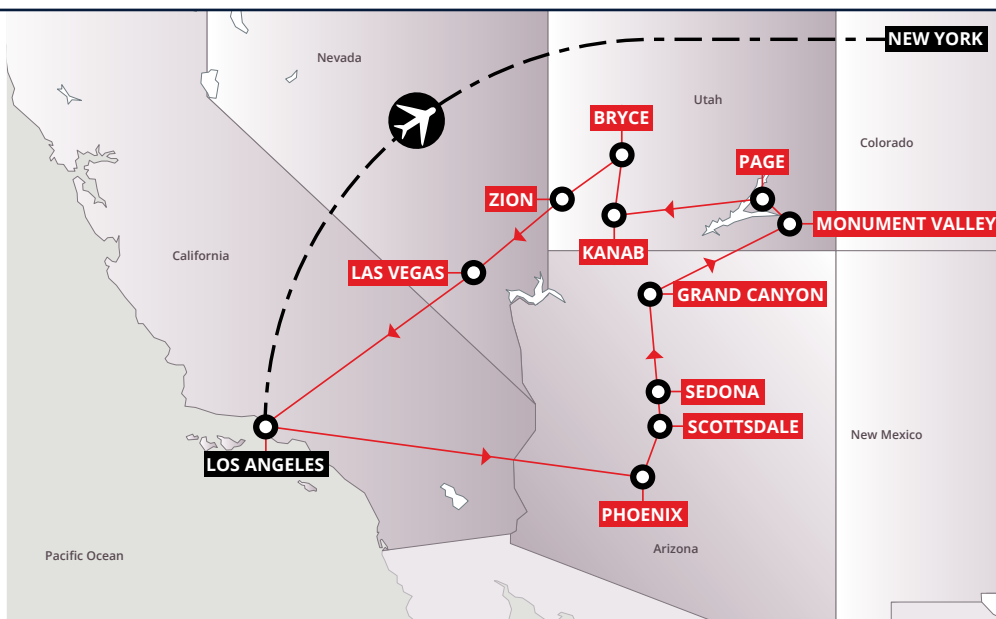 NEW YORK
Nevada
Utah
BRYCE
Colorado
PAGE
ZION
MONUMENT VALLEY
California
KANAB
LAS VEGAS
GRAND CANYON
SEDONA
SCOTTSDALE
New Mexico
LOS ANGELES
PHOENIX
Arizona
Pacific Ocean